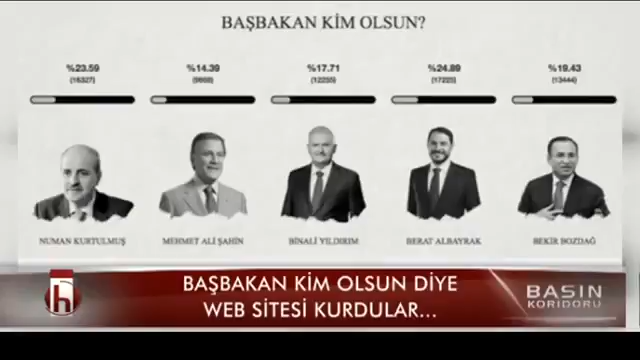 BAŞBAKAN KİM OLSUN?
%23.59 %14.39 %17.71 %24.89 %19.43
(12255) (17225) (13444)
NUMAN KURTULMUŞ MEHMET ALİ ŞAHİN BİNALİ YILDIRIM BERAT ALBAYRAK BEKİR BOZDAĞ
h
BAŞBAKAN KİM OLSUN DİYE
WEB SİTESİ KURDULAR...
BASIN
KORİDORU